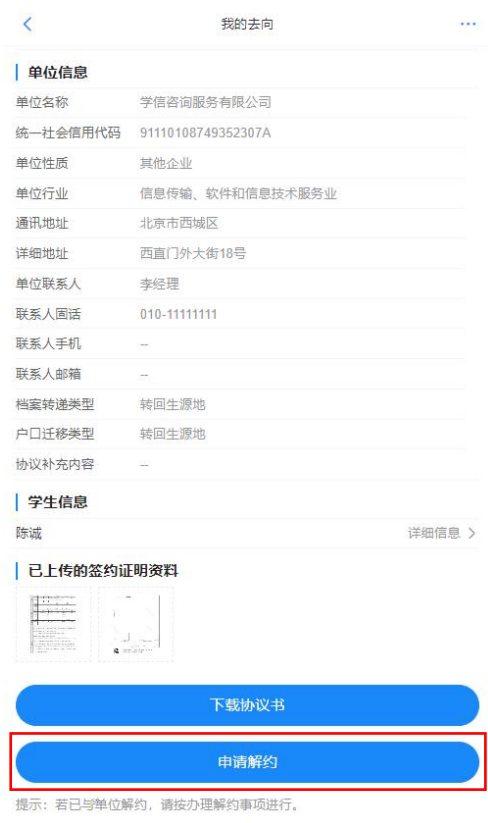 我的去向
单位信息
单位名称 学信咨询服务有限公司
统一社会信用代码 91110108749352307A
单位性质 其他企业
单位行业 信息传输、软件和信息技术服务业
通讯地址 北京市西城区
详细地址 西直门外大街18号
单位联系人 李经理
联系人固话 010-11111111
联系人手机 --
联系人邮箱 --
档案转递类型 转回生源地
户口迁移类型 转回生源地
协议补充内容 --
学生信息
陈诚 详细信息
已上传的签约证明资料
下载协议书
申请解约
提示：若已与单位解约，请按办理解约事项进行。